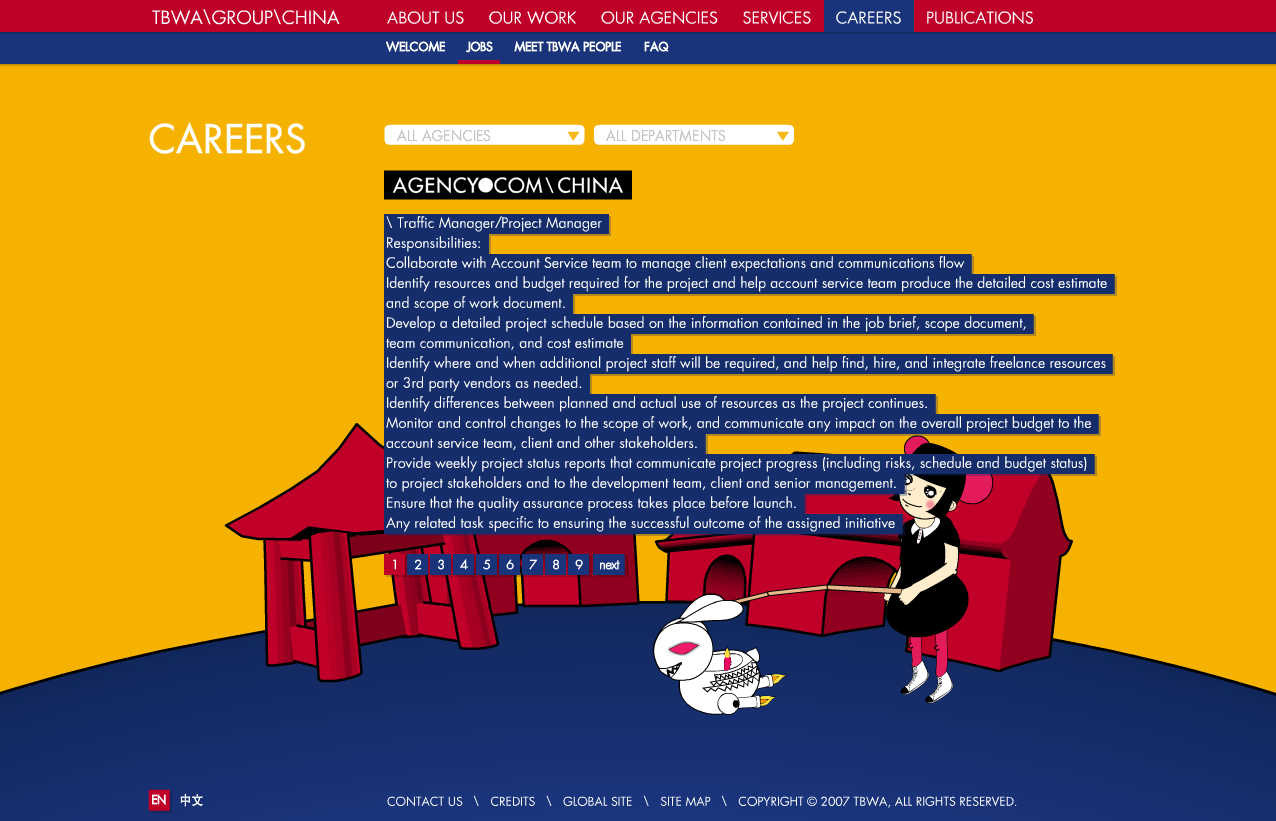 TBWA\GROUP\CHINA ABOUT US OUR WORK OUR AGENCIES SERVICES CAREERS PUBLICATIONS
WELCOME JOBS MEET TBWA PEOPLE FAQ
CAREERS
ALL AGENCIES ALL DEPARTMENTS
AGENCY●COM\CHINA
\ Traffic Manager/Project Manager
Responsibilities:
Collaborate with Account Service team to manage client expectations and communications flow
Identify resources and budget required for the project and help account service team produce the detailed cost estimate
and scope of work document.
Develop a detailed project schedule based on the information contained in the job brief, scope document,
team communication, and cost estimate
Identify where and when additional project staff will be required, and help find, hire, and integrate freelance resources
or 3rd party vendors as needed.
Identify differences between planned and actual use of resources as the project continues.
Monitor and control changes to the scope of work, and communicate any impact on the overall project budget to the
account service team, client and other stakeholders.
Provide weekly project status reports that communicate project progress (including risks, schedule and budget status)
to project stakeholders and to the development team, client and senior management.
Ensure that the quality assurance process takes place before launch.
Any related task specific to ensuring the successful outcome of the assigned initiative
1 2 3 4 5 6 7 8 9 next
EN 中文 CONTACT US \ CREDITS \ GLOBAL SITE \ SITE MAP \ COPYRIGHT © 2007 TBWA, ALL RIGHTS RESERVED.